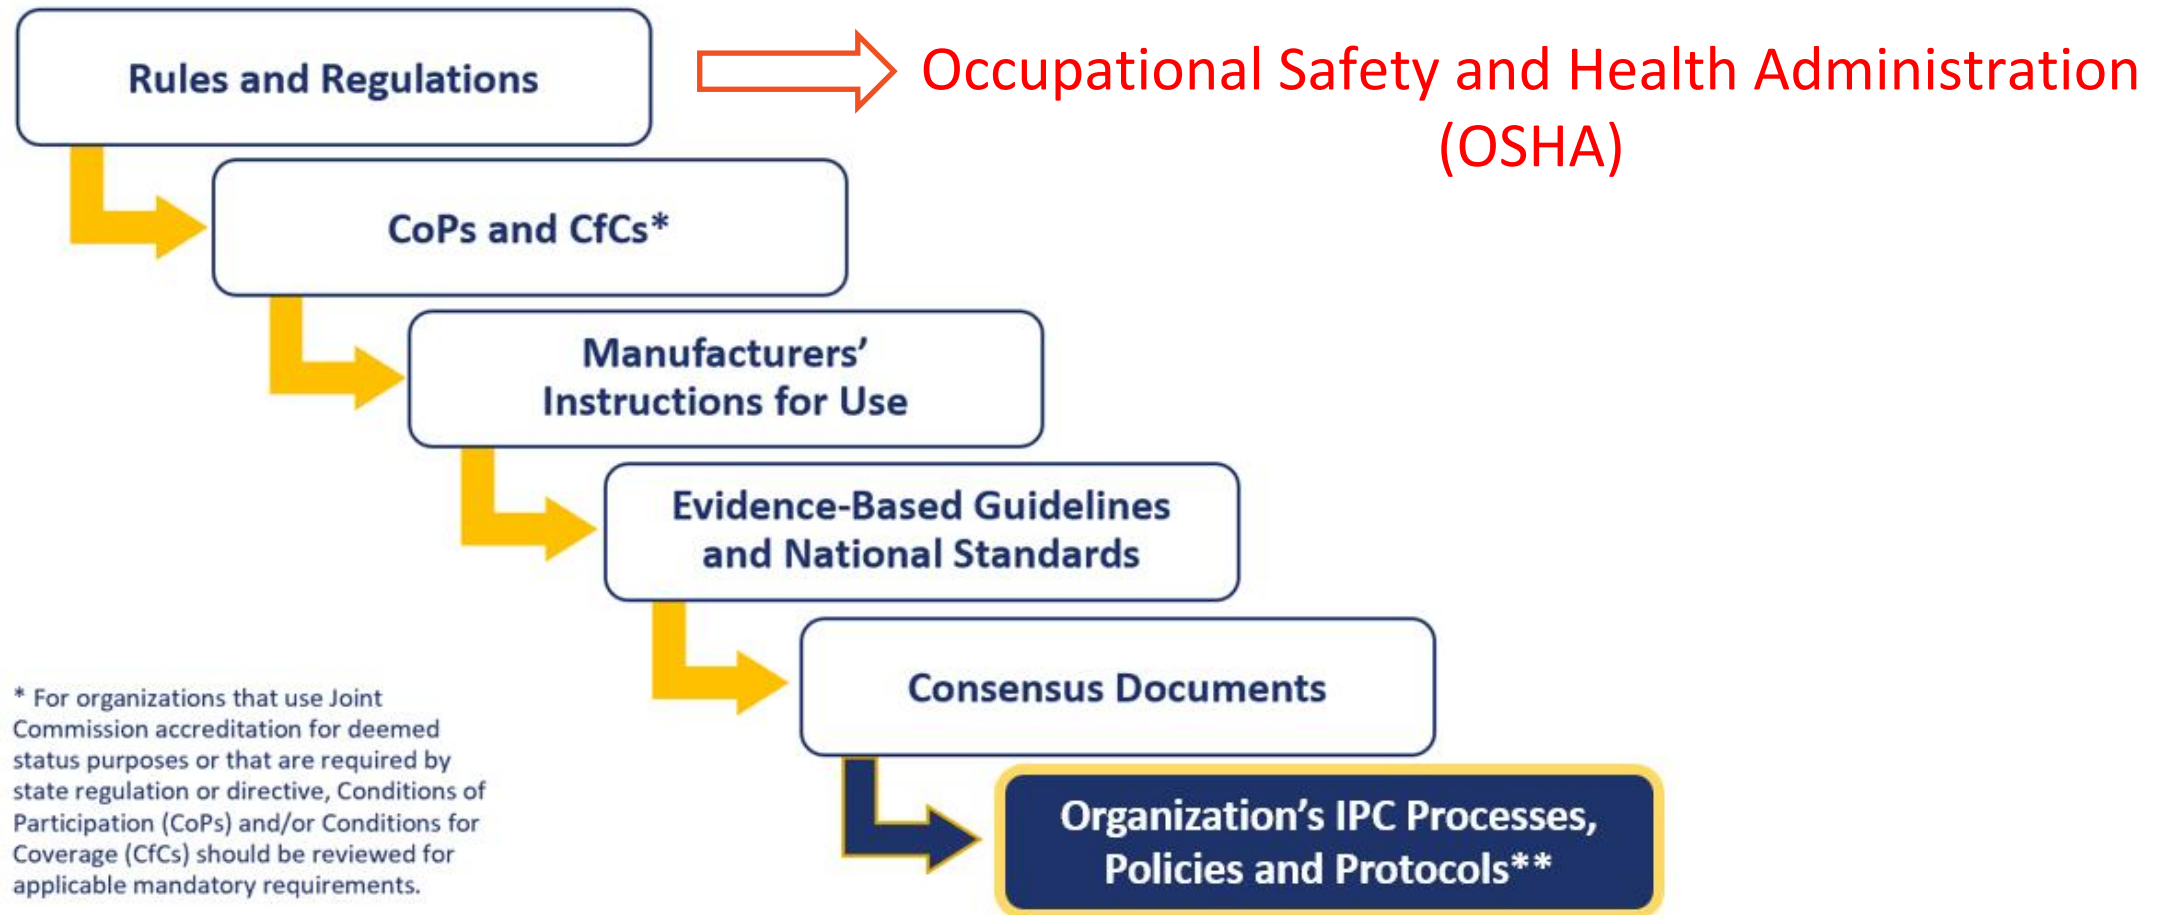 Rules and Regulations
Occupational Safety and Health Administration
(OSHA)
CoPs and CfCs*
Manufacturers’
Instructions for Use
Evidence-Based Guidelines
and National Standards
Consensus Documents
Organization’s IPC Processes,
Policies and Protocols**
* For organizations that use Joint
Commission accreditation for deemed
status purposes or that are required by
state regulation or directive, Conditions of
Participation (CoPs) and/or Conditions for
Coverage (CfCs) should be reviewed for
applicable mandatory requirements.